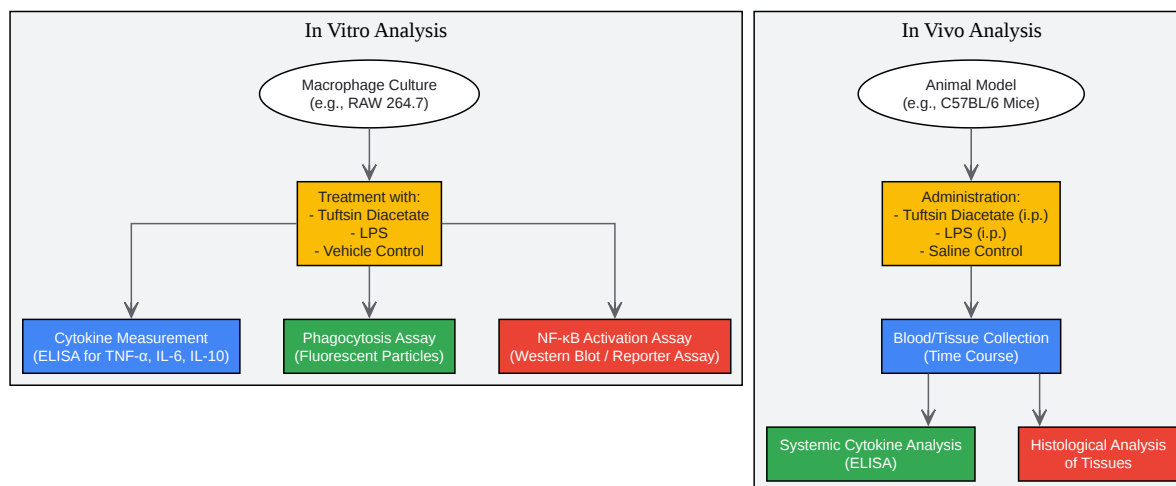 In Vitro Analysis
Macrophage Culture
(e.g., RAW 264.7)
Treatment with:
- Tuftsin Diacetate
- LPS
- Vehicle Control
Cytokine Measurement
(ELISA for TNF-α, IL-6, IL-10)
Phagocytosis Assay
(Fluorescent Particles)
NF-κB Activation Assay
(Western Blot / Reporter Assay)
In Vivo Analysis
Animal Model
(e.g., C57BL/6 Mice)
Administration:
- Tuftsin Diacetate (i.p.)
- LPS (i.p.)
- Saline Control
Blood/Tissue Collection
(Time Course)
Systemic Cytokine Analysis
(ELISA)
Histological Analysis
of Tissues